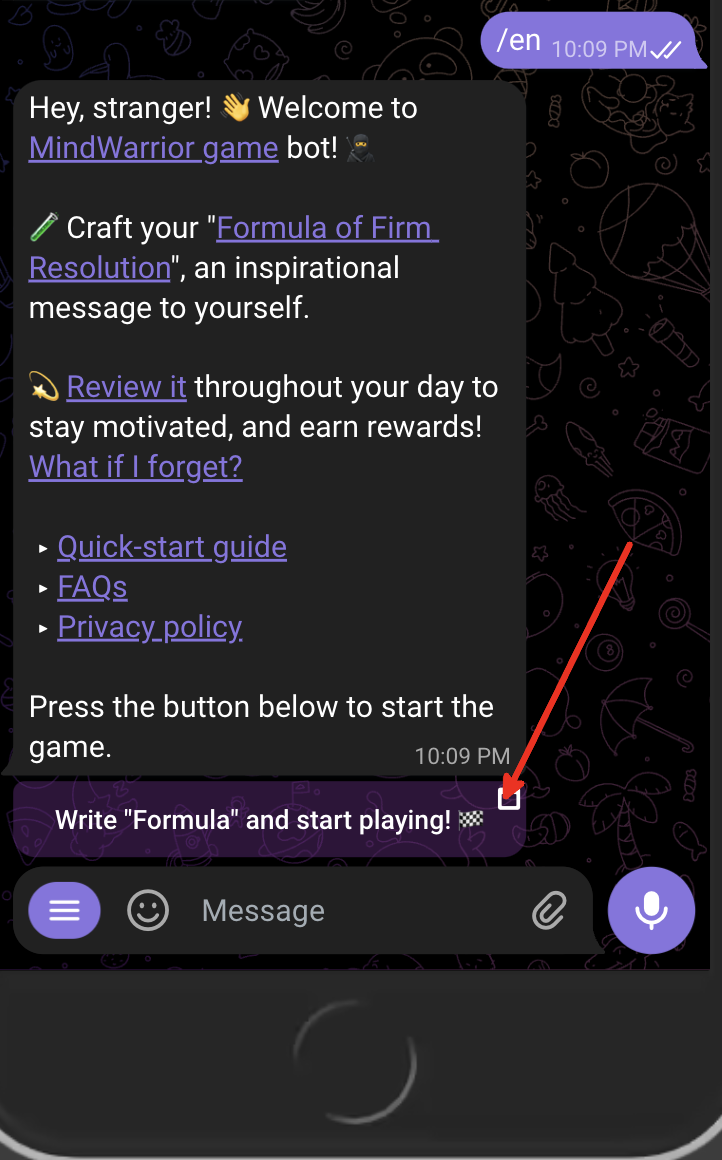 /en 10:09 PM
Hey, stranger! 👋 Welcome to
MindWarrior game bot! 🥷
🧪 Craft your "Formula of Firm
Resolution", an inspirational
message to yourself.
💫 Review it throughout your day to
stay motivated, and earn rewards!
What if I forget?
▸ Quick-start guide
▸ FAQs
▸ Privacy policy
Press the button below to start the
game. 10:09 PM
Write "Formula" and start playing! 🏁
Message